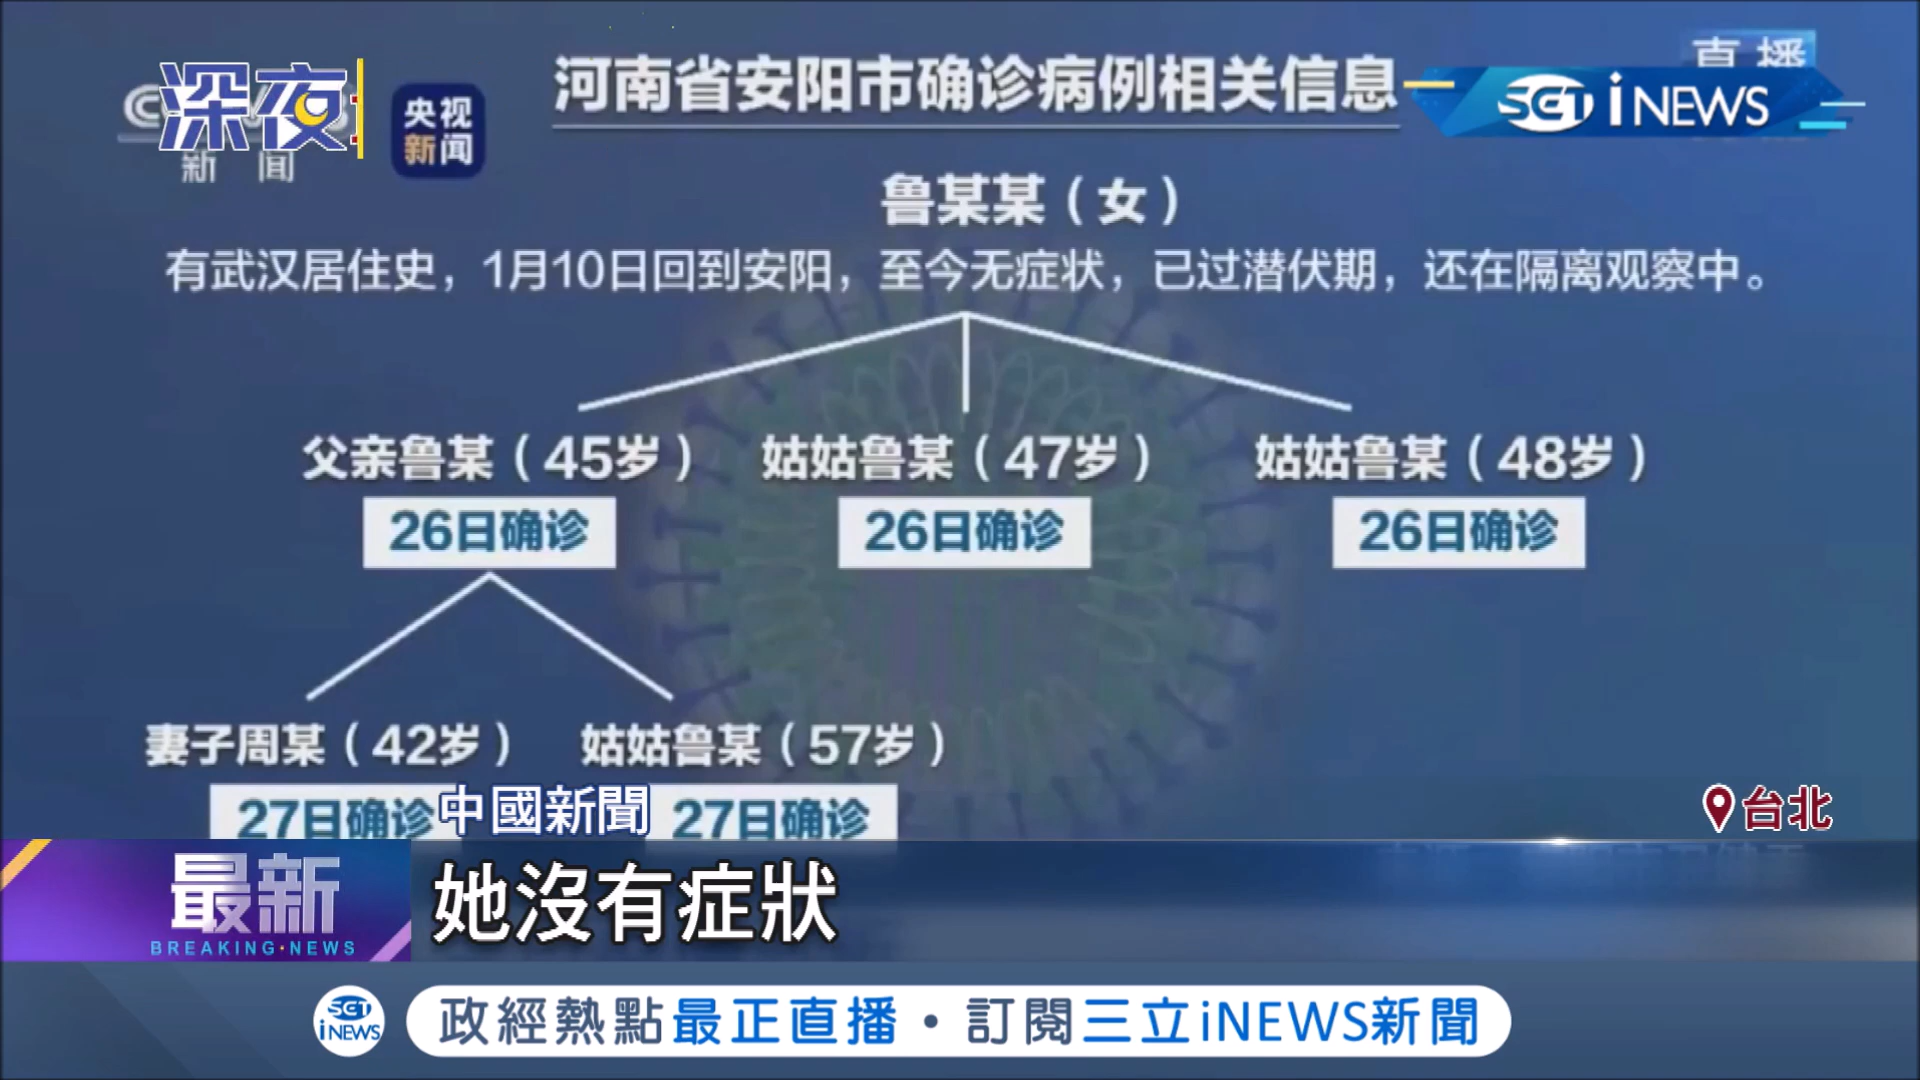 深夜
新闻
央视
新闻
河南省安阳市确诊病例相关信息
直播
SET iNEWS
鲁某某（女）
有武汉居住史，1月10日回到安阳，至今无症状，已过潜伏期，还在隔离观察中。
父亲鲁某（45岁）
姑姑鲁某（47岁）
姑姑鲁某（48岁）
26日确诊
26日确诊
26日确诊
妻子周某（42岁）
姑姑鲁某（57岁）
27日确诊
27日确诊
中國新聞
台北
最新
BREAKING·NEWS
她沒有症狀
SET
iNEWS
政經熱點最正直播・訂閱三立iNEWS新聞